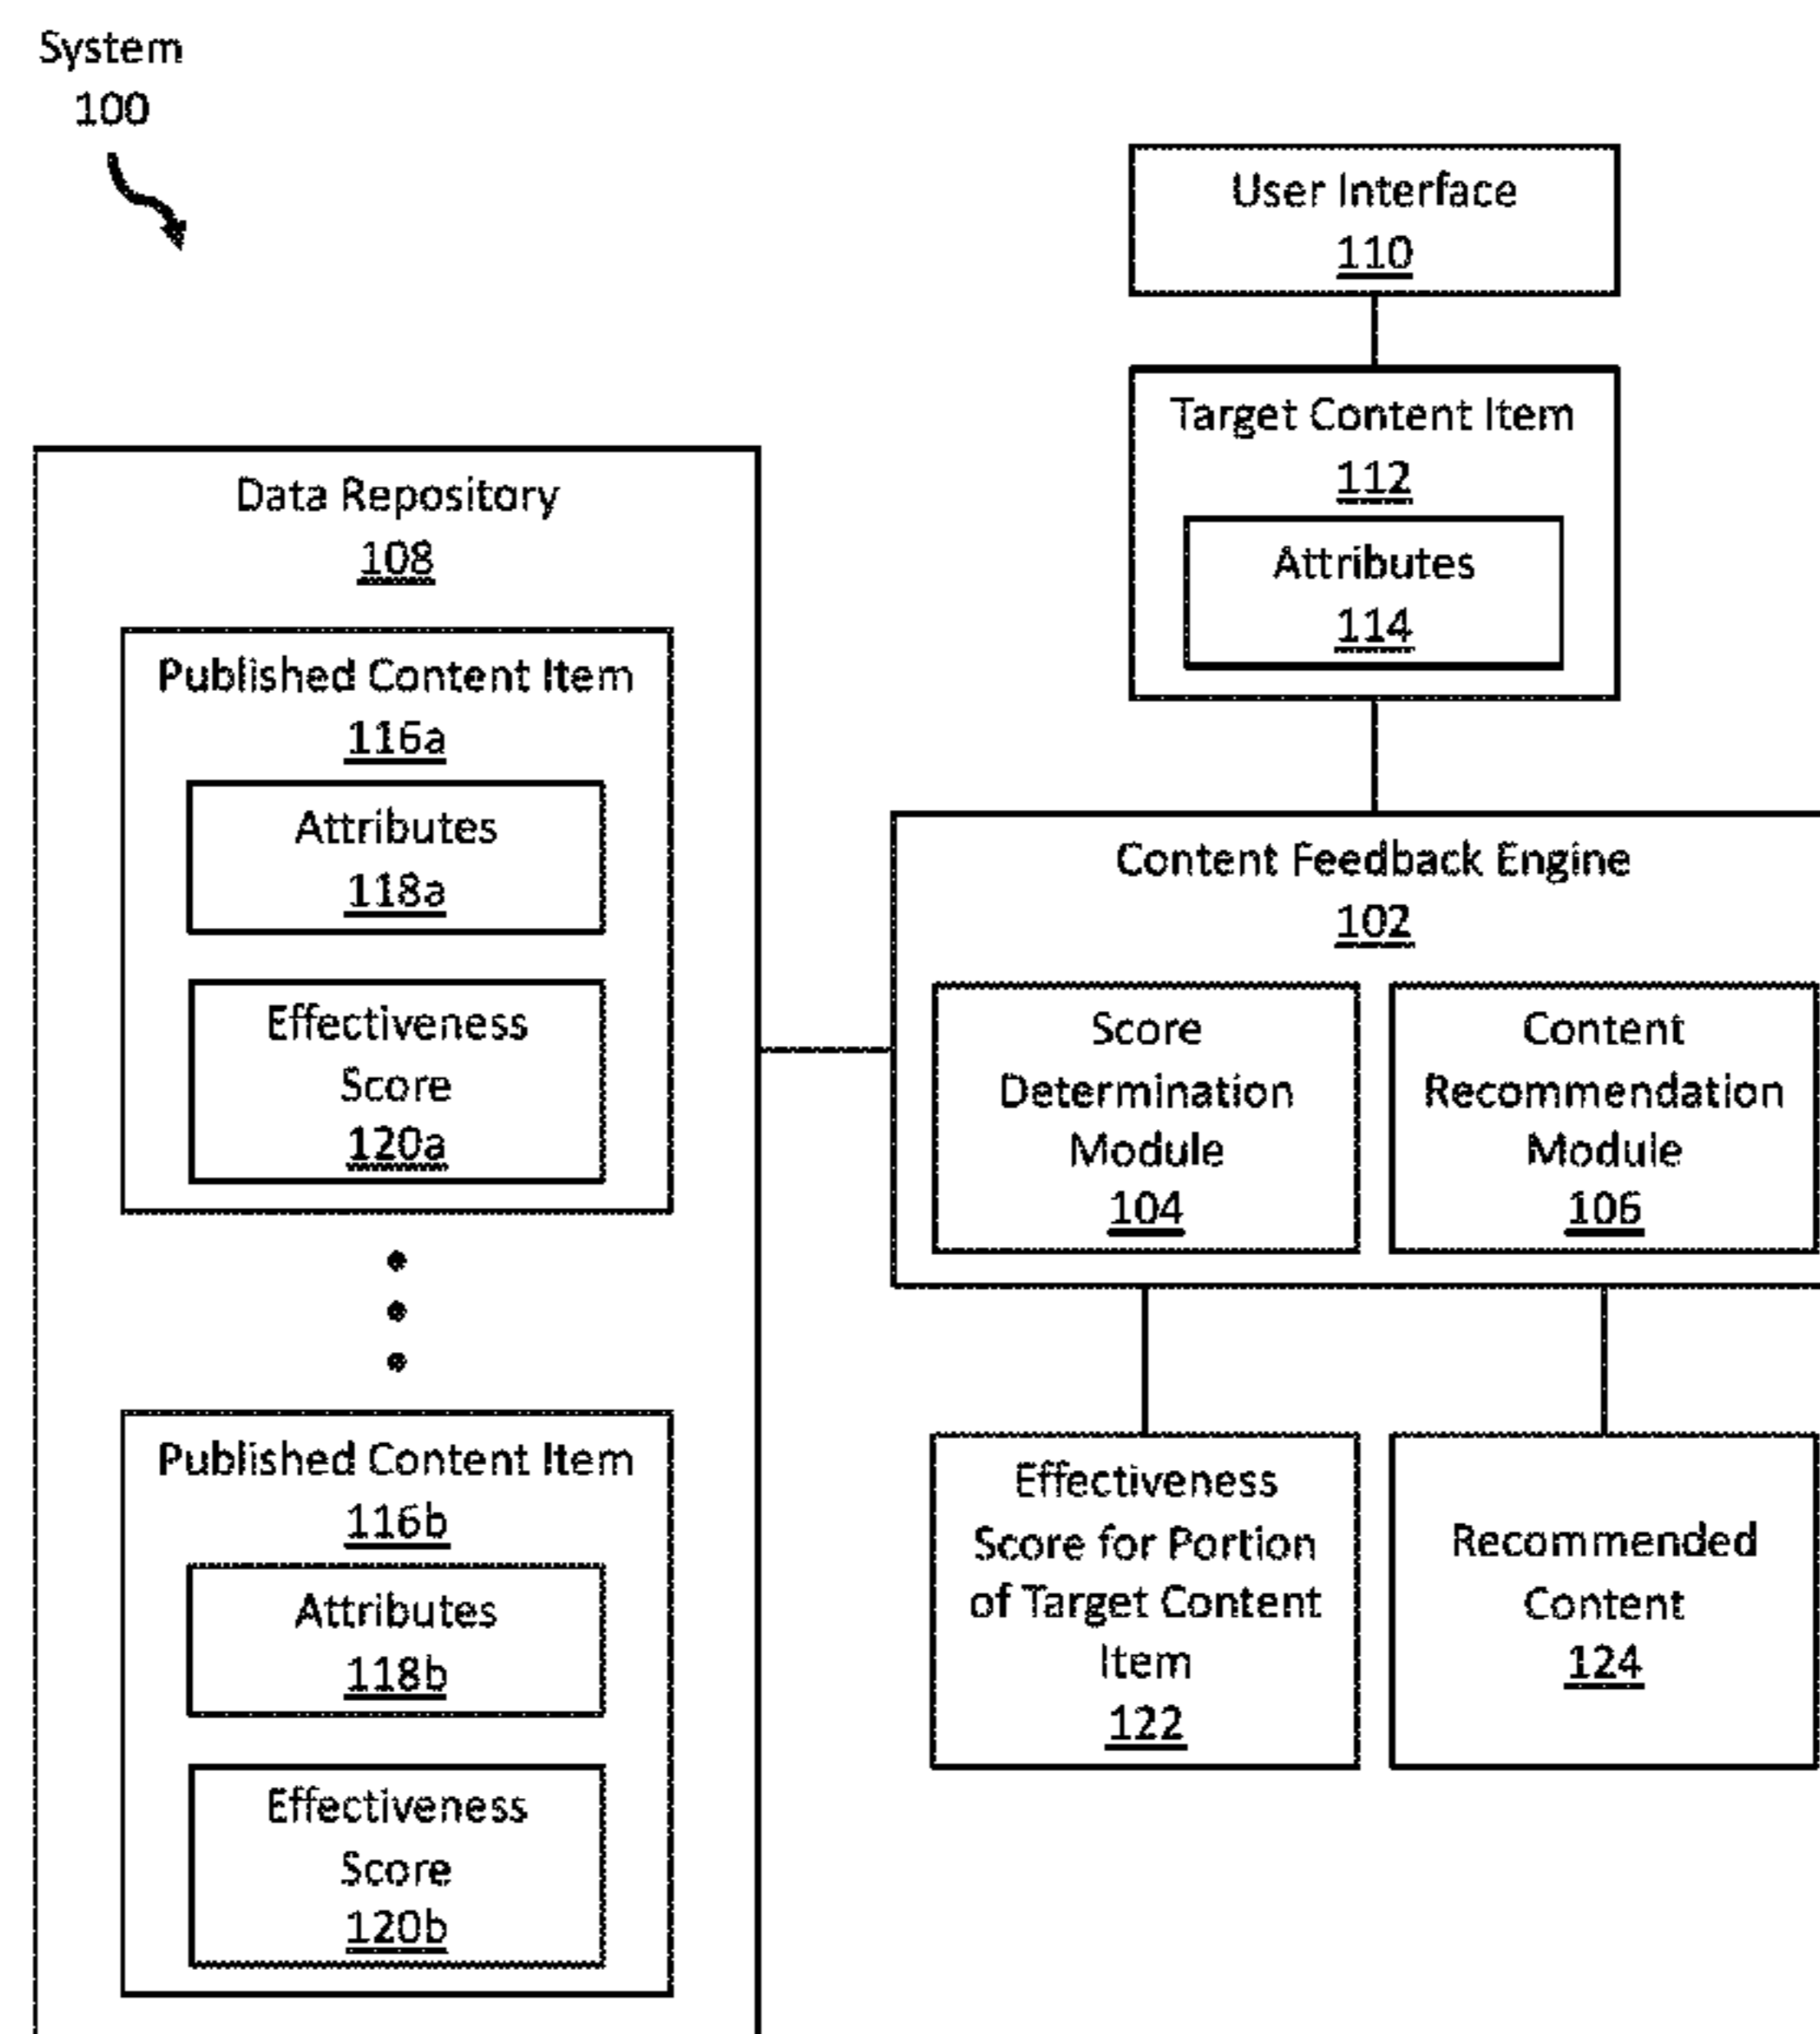 System
100
User Interface
110
Target Content Item
112
Attributes
114
Data Repository
108
Published Content Item
116a
Attributes
118a
Effectiveness
Score
120a
Published Content Item
116b
Attributes
118b
Effectiveness
Score
120b
Content Feedback Engine
102
Score
Determination
Module
104
Content
Recommendation
Module
106
Effectiveness
Score for Portion
of Target Content
Item
122
Recommended
Content
124